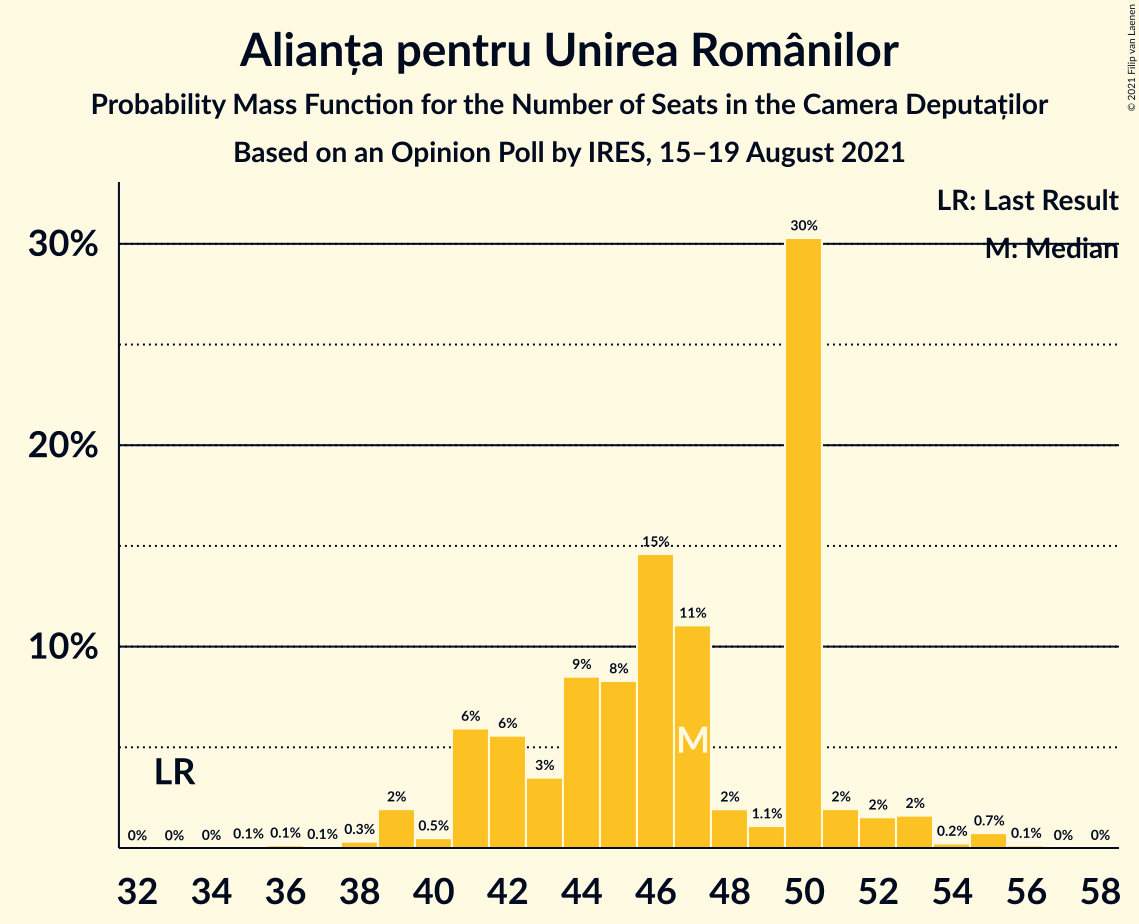 Alianța pentru Unirea Românilor
Probability Mass Function for the Number of Seats in the Camera Deputaților
Based on an Opinion Poll by IRES, 15–19 August 2021
© 2021 Filip van Laenen
LR: Last Result
M: Median
30%
20%
10%
0% 0% 0% 0.1% 0.1% 0.1% 0.3% 2% 0.5% 6% 6% 3% 9% 8% 15% 11% 2% 1.1% 30% 2% 2% 2% 0.2% 0.7% 0.1% 0% 0%
LR
M
32 34 36 38 40 42 44 46 48 50 52 54 56 58